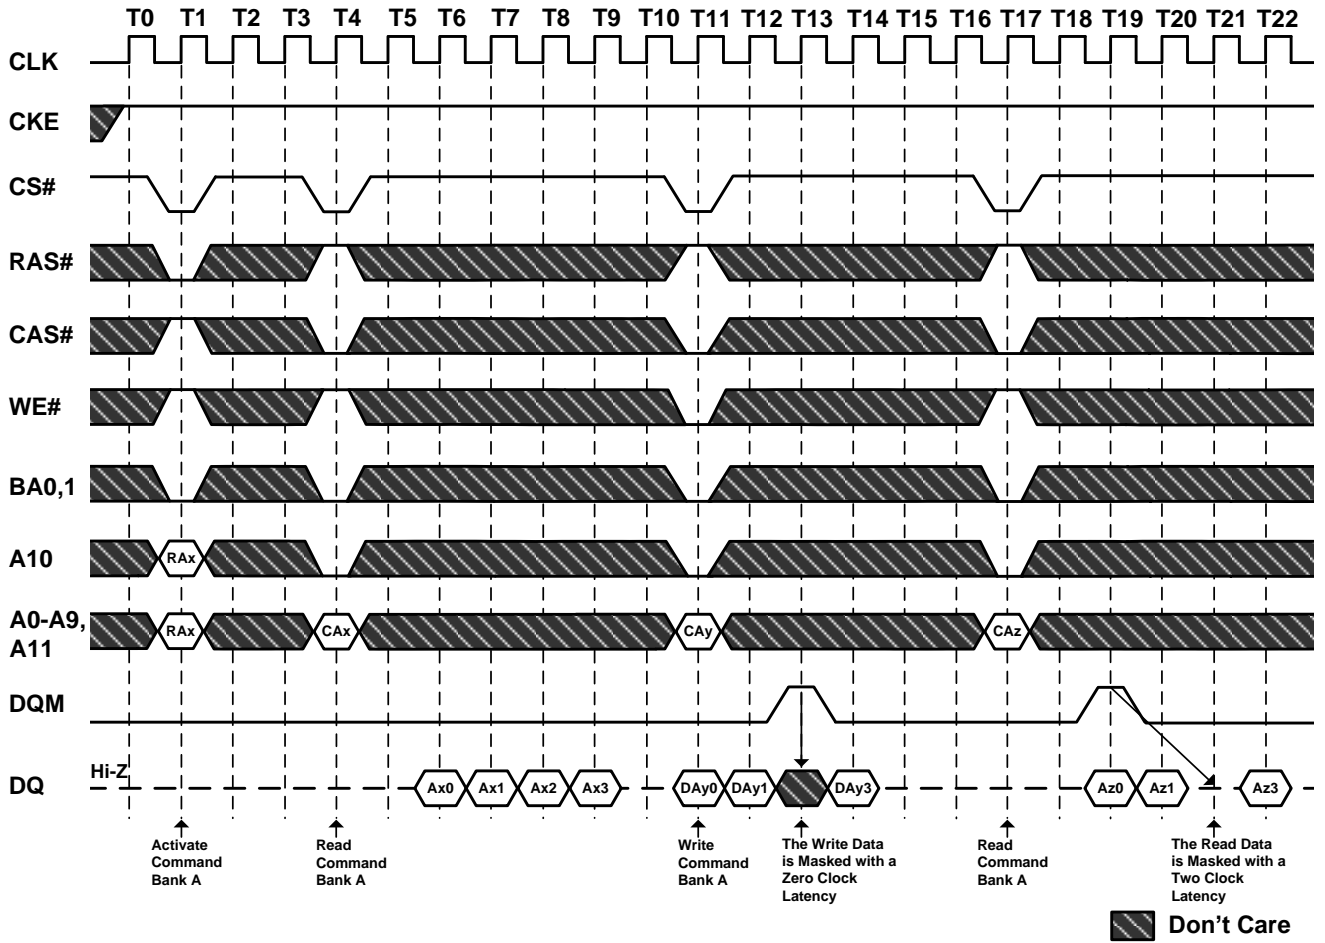 T0 T1 T2 T3 T4 T5 T6 T7 T8 T9 T10 T11 T12 T13 T14 T15 T16 T17 T18 T19 T20 T21 T22
CLK
CKE
CS#
RAS#
CAS#
WE#
BA0,1
A10
RAx
A0-A9,
A11
RAx CAx CAy CAz
DQM
DQ
Hi-Z
Ax0 Ax1 Ax2 Ax3 DAy0 DAy1 DAy3 Az0 Az1 Az3
Activate
Command
Bank A
Read
Command
Bank A
Write
Command
Bank A
The Write Data
is Masked with a
Zero Clock
Latency
Read
Command
Bank A
The Read Data
is Masked with a
Two Clock
Latency
Don't Care